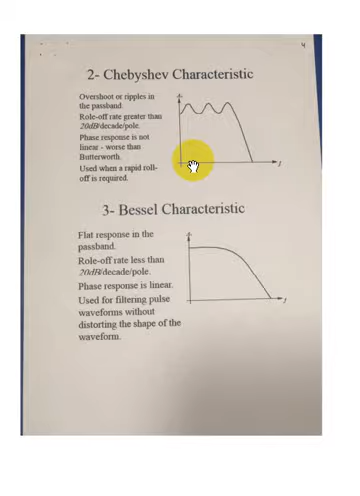 4
2- Chebyshev Characteristic
Overshoot or ripples in
the passband.
Role-off rate greater than
20dB/decade/pole.
Phase response is not
linear - worse than
Butterworth.
Used when a rapid roll-
off is required.
f
3- Bessel Characteristic
Flat response in the
passband.
Role-off rate less than
20dB/decade/pole.
Phase response is linear.
Used for filtering pulse
waveforms without
distorting the shape of the
waveform.
f